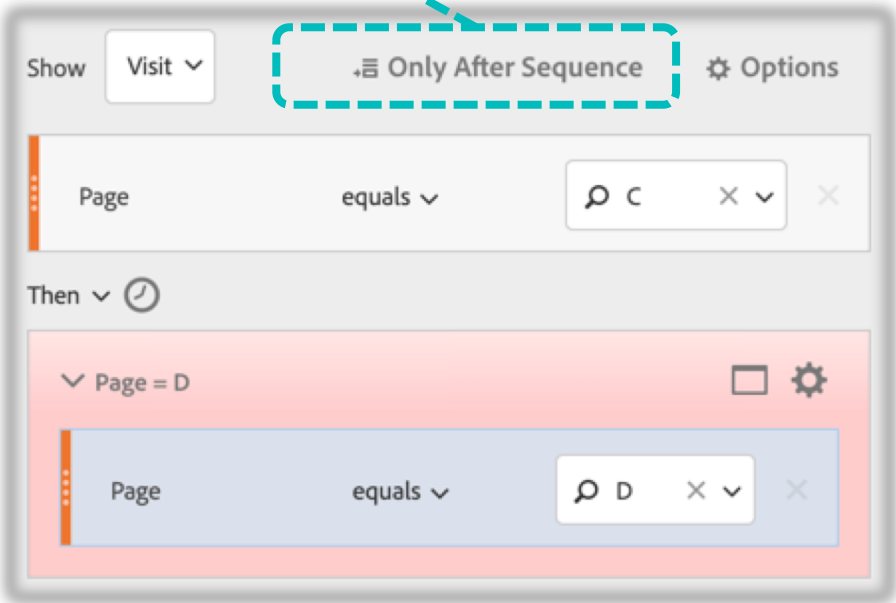 Show Visit Only After Sequence Options
Page equals C
Then
Page = D
Page equals D